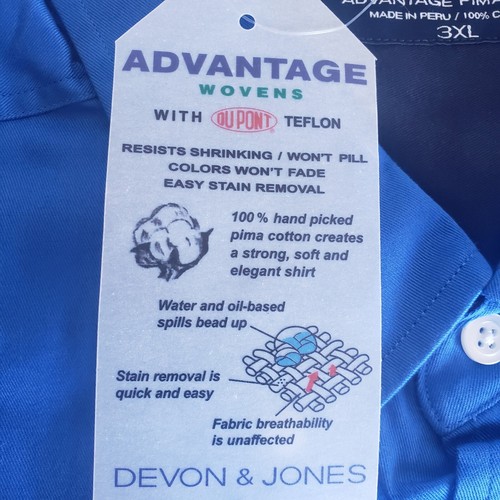 ADVANTAGE PIMA
MADE IN PERU / 100% C
3XL
ADVANTAGE
WOVENS
WITH DU PONT TEFLON
RESISTS SHRINKING / WON'T PILL
COLORS WON'T FADE
EASY STAIN REMOVAL
100% hand picked
pima cotton creates
a strong, soft and
elegant shirt
Water and oil-based
spills bead up
Stain removal is
quick and easy
Fabric breathability
is unaffected
DEVON & JONES